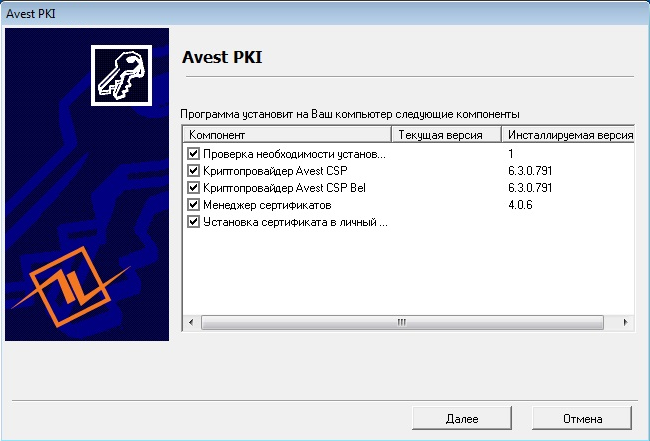 Avest PKI
Avest PKI
Программа установит на Ваш компьютер следующие компоненты
Компонент Текущая версия Инсталлируемая версия
Проверка необходимости установ... 1
Криптопровайдер Avest CSP 6.3.0.791
Криптопровайдер Avest CSP Bel 6.3.0.791
Менеджер сертификатов 4.0.6
Установка сертификата в личный ...
Далее Отмена